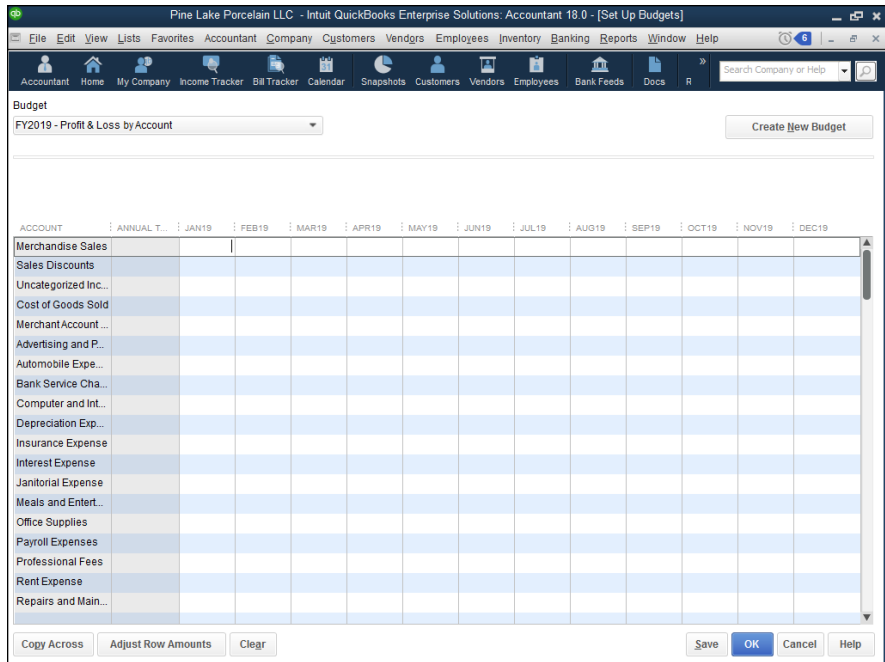 qb Pine Lake Porcelain LLC - Intuit QuickBooks Enterprise Solutions: Accountant 18.0 - [Set Up Budgets]
File Edit View Lists Favorites Accountant Company Customers Vendors Employees Inventory Banking Reports Window Help 6
31
Accountant Home My Company Income Tracker Bill Tracker Calendar Snapshots Customers Vendors Employees Bank Feeds Docs R » Search Company or Help
Budget
FY2019 - Profit & Loss by Account Create New Budget
ACCOUNT ANNUAL T... JAN19 FEB19 MAR19 APR19 MAY19 JUN19 JUL19 AUG19 SEP19 OCT19 NOV19 DEC19
Merchandise Sales
Sales Discounts
Uncategorized Inc...
Cost of Goods Sold
Merchant Account ...
Advertising and P...
Automobile Expe...
Bank Service Cha...
Computer and Int...
Depreciation Exp...
Insurance Expense
Interest Expense
Janitorial Expense
Meals and Entert...
Office Supplies
Payroll Expenses
Professional Fees
Rent Expense
Repairs and Main...
Copy Across Adjust Row Amounts Clear Save OK Cancel Help